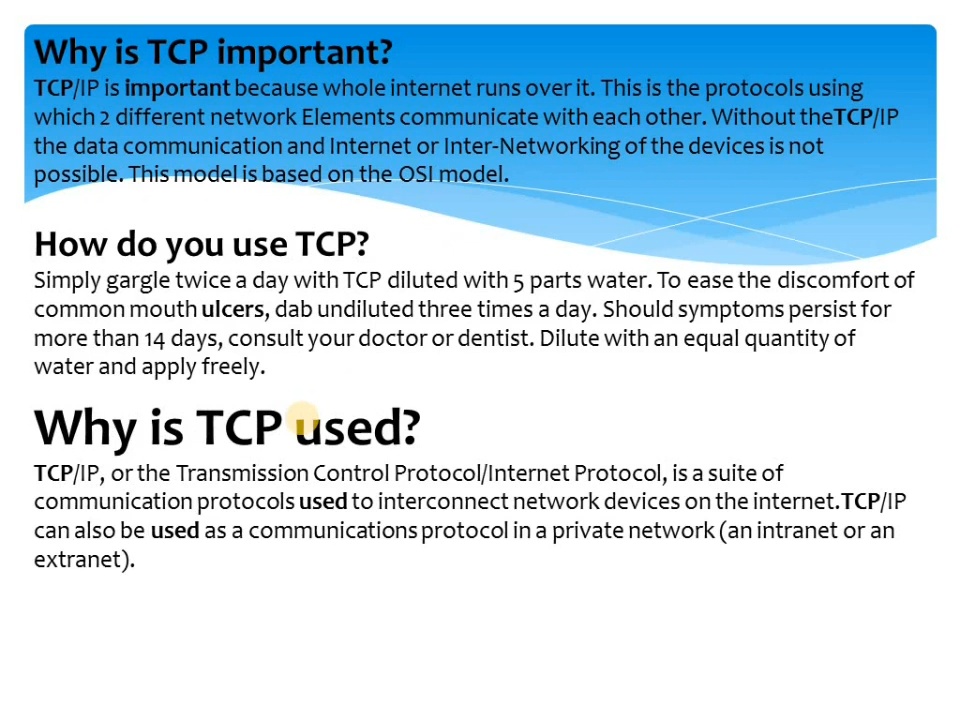 Why is TCP important?
TCP/IP is important because whole internet runs over it. This is the protocols using
which 2 different network Elements communicate with each other. Without theTCP/IP
the data communication and Internet or Inter-Networking of the devices is not
possible. This model is based on the OSI model.
How do you use TCP?
Simply gargle twice a day with TCP diluted with 5 parts water. To ease the discomfort of
common mouth ulcers, dab undiluted three times a day. Should symptoms persist for
more than 14 days, consult your doctor or dentist. Dilute with an equal quantity of
water and apply freely.
Why is TCP used?
TCP/IP, or the Transmission Control Protocol/Internet Protocol, is a suite of
communication protocols used to interconnect network devices on the internet.TCP/IP
can also be used as a communications protocol in a private network (an intranet or an
extranet).